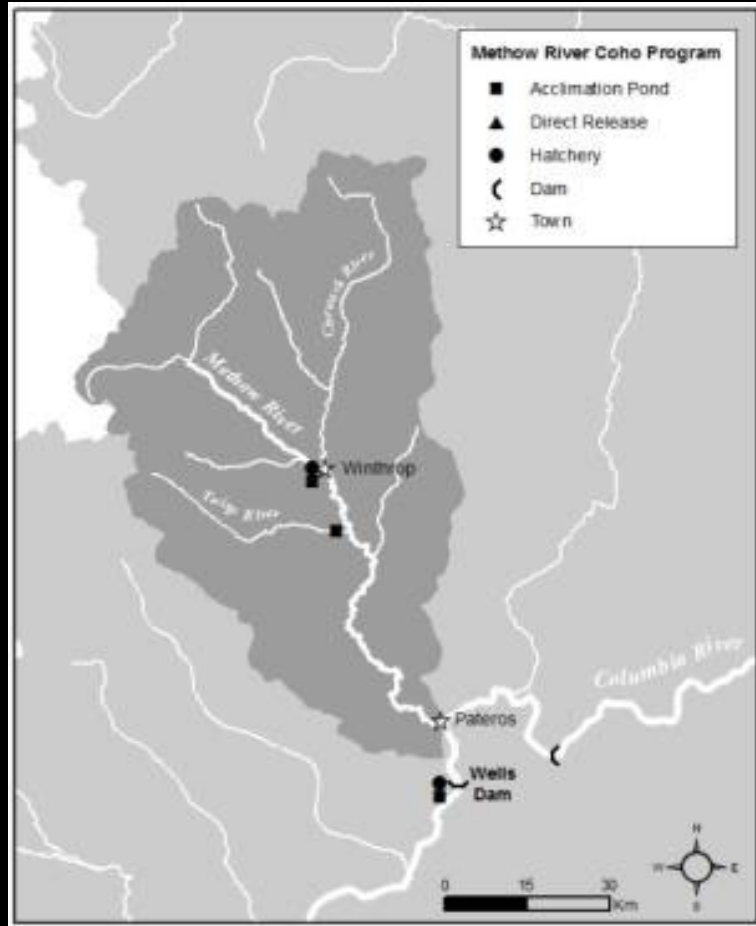 Methow River Coho Program
Acclimation Pond
Direct Release
Hatchery
Dam
Town
Methow River
Winthrop
River
Columbia River
Pateros
Wells
Dam
N
W
E
S
0
15
30
Km